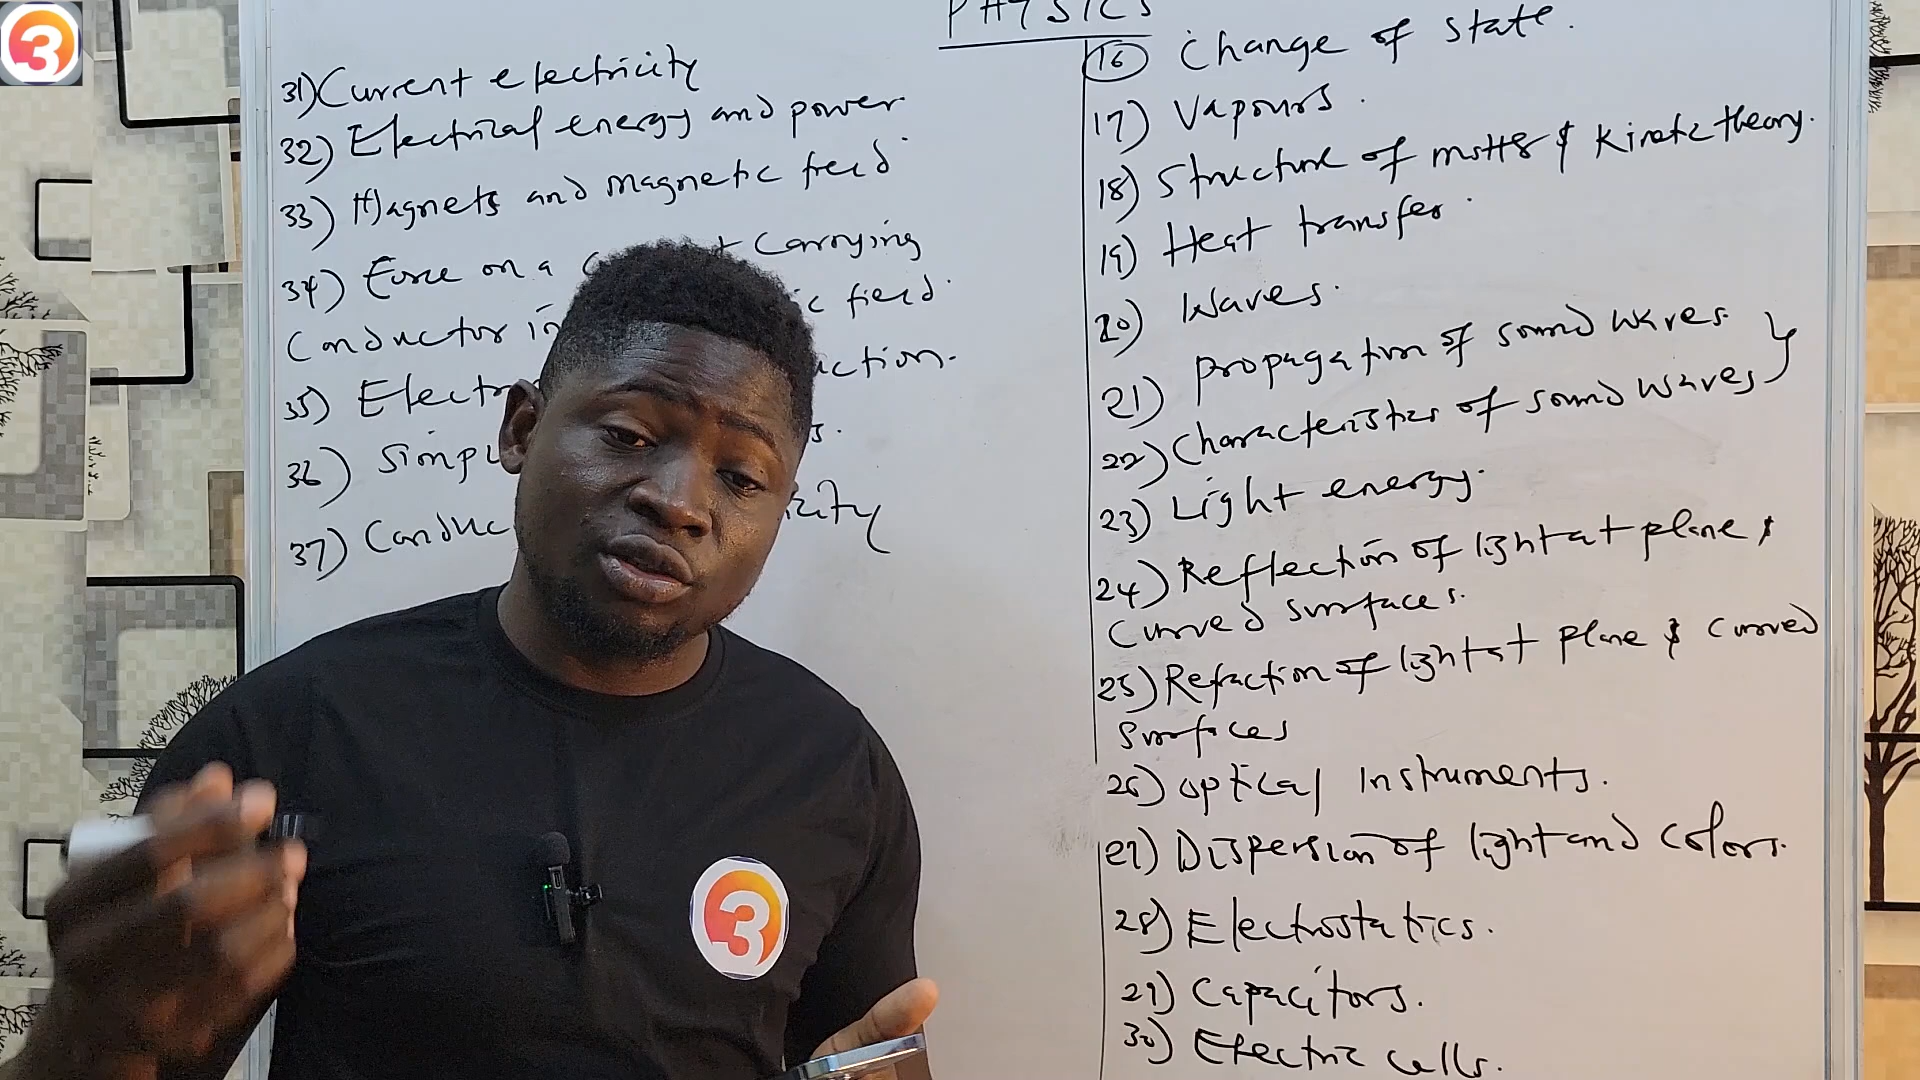 3
PHYSICS
31) Current electricity
32) Electrical energy and power
33) Magnets and magnetic field
34) Force on a carrying
Conductor in field
35)
36)
37)
16 Change of state.
17) Vapours.
18) Structure of matter & Kinetic theory.
19) Heat transfer.
20) Waves.
21) propagation of sound waves
22) Characteristics of sound waves
23) Light energy.
24) Reflection of light at plane &
Curved surfaces.
25) Refraction of light at plane & curved
Surfaces
26) optical Instruments.
27) Dispersion of light and colors.
28) Electrostatics.
29) Capacitors.
30) Electric cells.
3